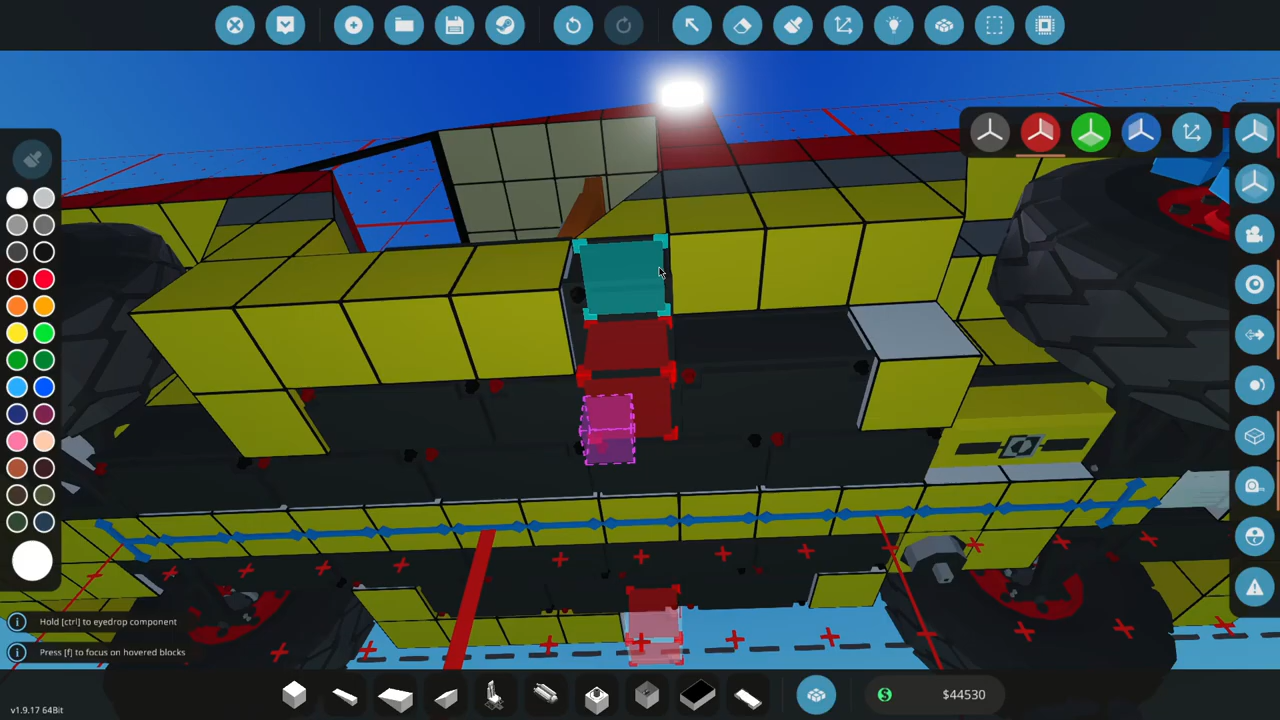 Hold [ctrl] to eyedrop component
Press [f] to focus on hovered blocks
$44530
v1.9.17 64Bit